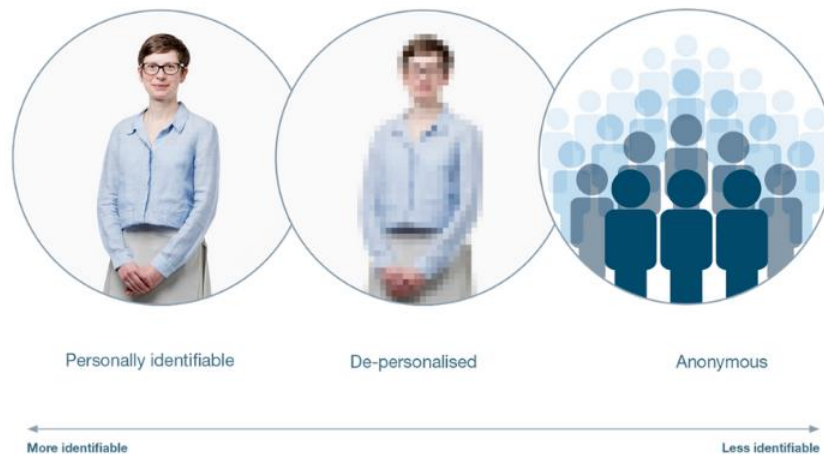 Personally identifiable
De-personalised
Anonymous
More identifiable
Less identifiable